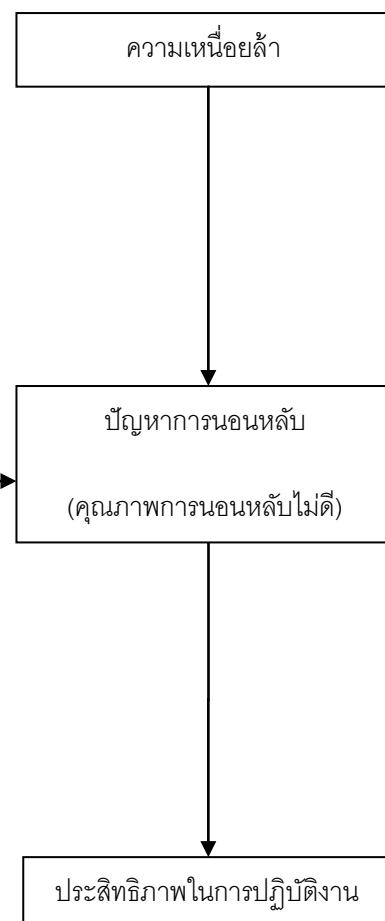 ความเหนื่อยล้า
ปัญหาการนอนหลับ
(คุณภาพการนอนหลับไม่ดี)
ประสิทธิภาพในการปฏิบัติงาน